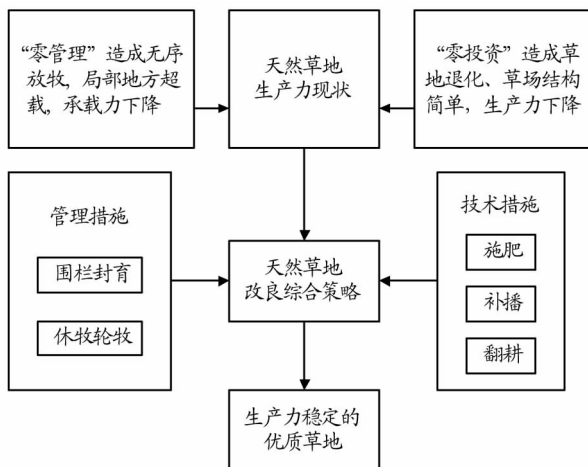 “零管理”造成无序
放牧，局部地方超
载，承载力下降
天然草地
生产力现状
“零投资”造成草
地退化、草场结构
简单，生产力下降
管理措施
围栏封育
休牧轮牧
天然草地
改良综合策略
技术措施
施肥
补播
翻耕
生产力稳定的
优质草地